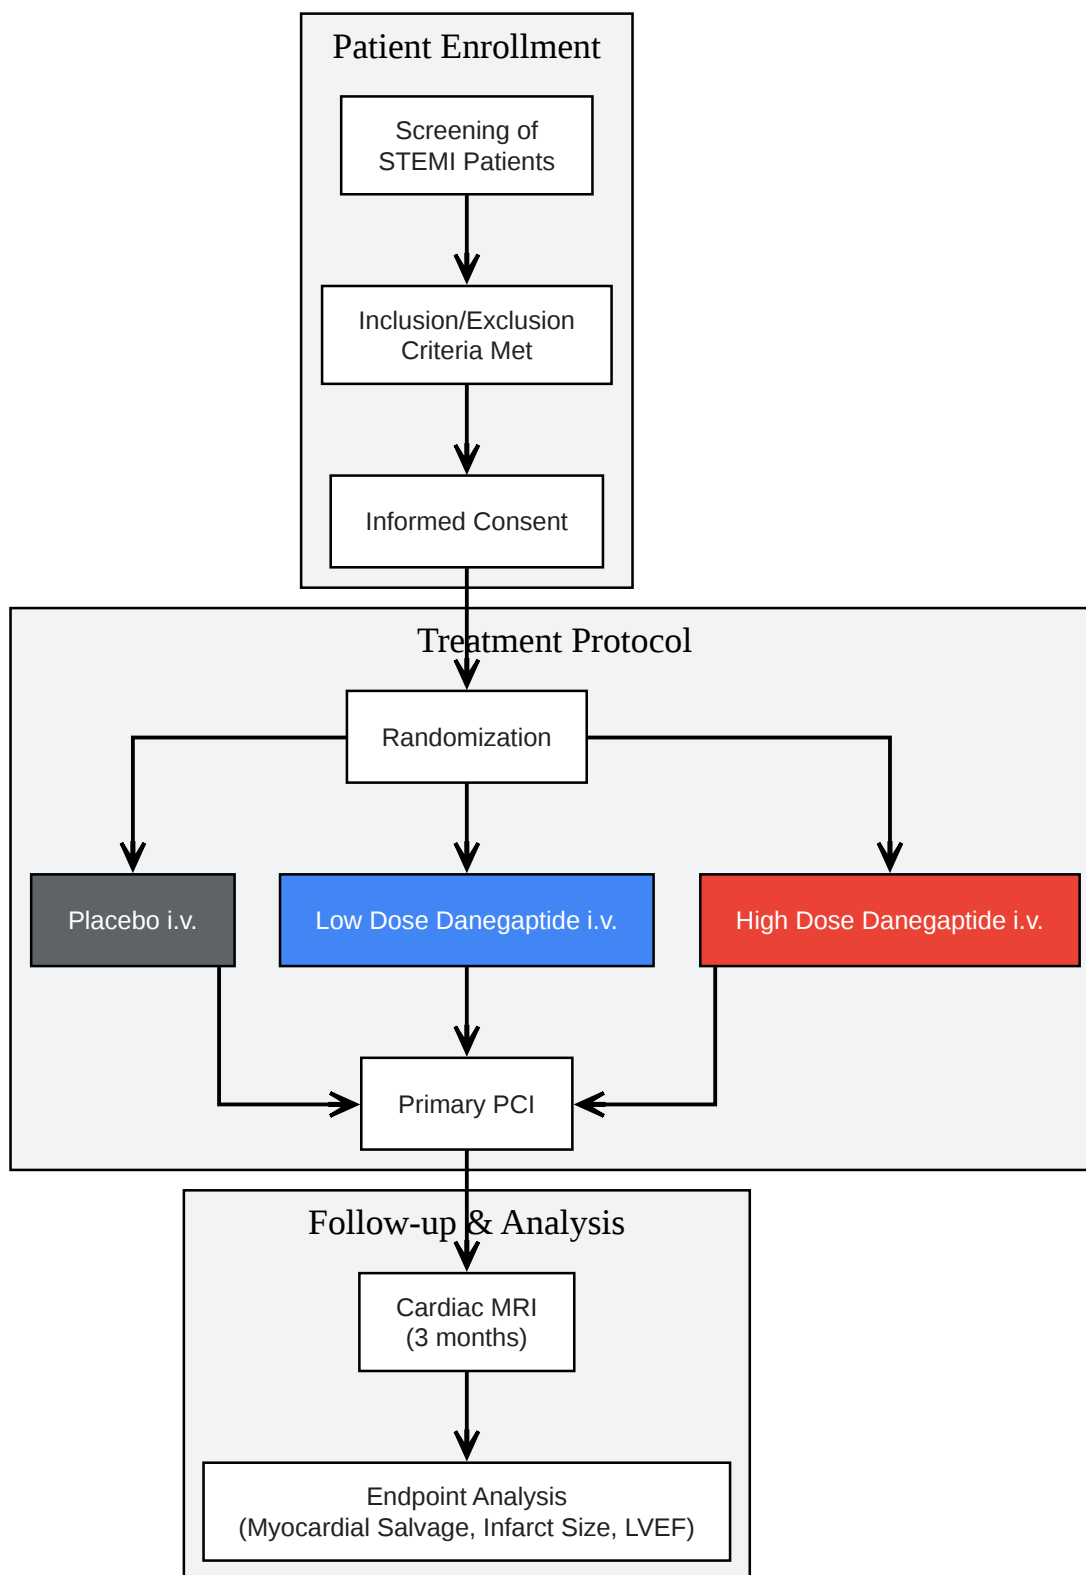 Patient Enrollment
Screening of
STEMI Patients
Inclusion/Exclusion
Criteria Met
Informed Consent
Treatment Protocol
Randomization
Placebo i.v.
Low Dose Danegaptide i.v.
High Dose Danegaptide i.v.
Primary PCI
Follow-up & Analysis
Cardiac MRI
(3 months)
Endpoint Analysis
(Myocardial Salvage, Infarct Size, LVEF)